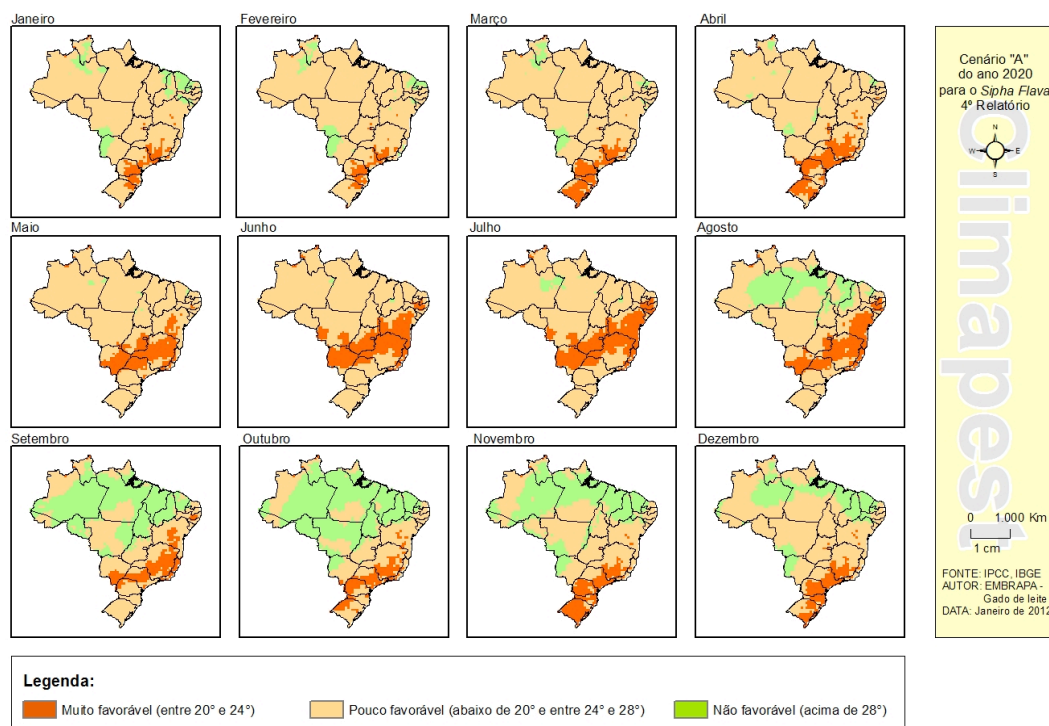 Janeiro
Fevereiro
Março
Abril
Maio
Junho
Julho
Agosto
Setembro
Outubro
Novembro
Dezembro
Cenário "A"
do ano 2020
para o Sipha Flava
4º Relatório
N
W E
S
Climapest
0 1.000 Km
1 cm
FONTE: IPCC, IBGE
AUTOR: EMBRAPA -
Gado de leite
DATA: Janeiro de 2012
Legenda:
Muito favorável (entre 20° e 24°)
Pouco favorável (abaixo de 20° e entre 24° e 28°)
Não favorável (acima de 28°)